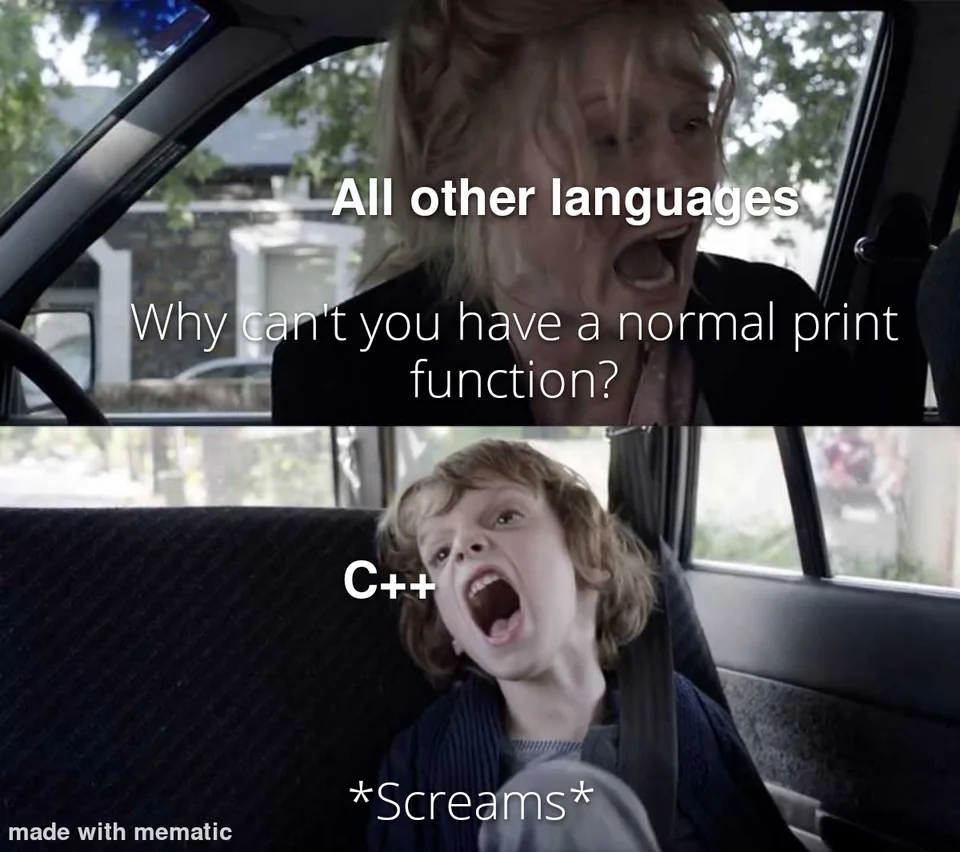 All other languages
Why can't you have a normal print
function?
C++
*Screams*
made with mematic